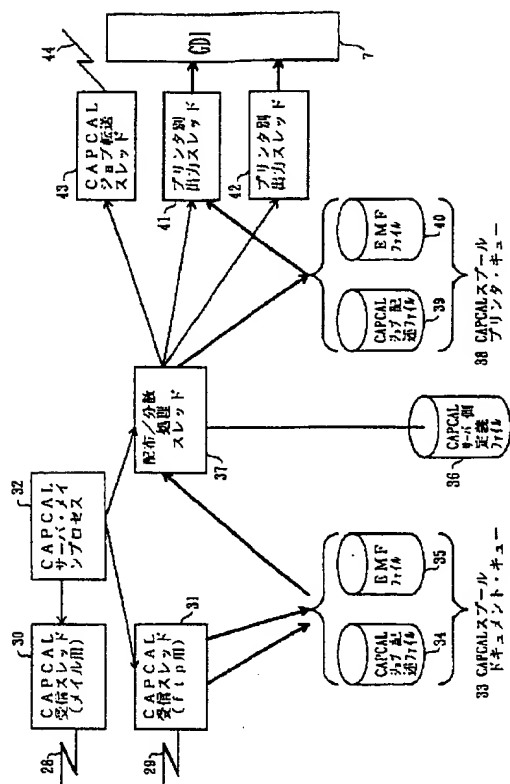 28
30
CAPCAL
受信スレッド
(メイル用)
32
CAPCAL
サーバ・メイ
ンプロセス
29
31
CAPCAL
受信スレッド
(ftp用)
37
配布/分散
処理
スレッド
43
CAPCAL
ジョブ転送
スレッド
44
41
プリンタ別
出力スレッド
42
プリンタ別
出力スレッド
GDI
7
34
CAPCAL
ジョブ 記
述ファイル
35
EMF
ファイル
33 CAPCALスプール
ドキュメント・キュー
36
CAPCAL
サーバ 側
定義
ファイル
39
CAPCAL
ジョブ 記
述ファイル
40
EMF
ファイル
38 CAPCALスプール
プリンタ・キュー